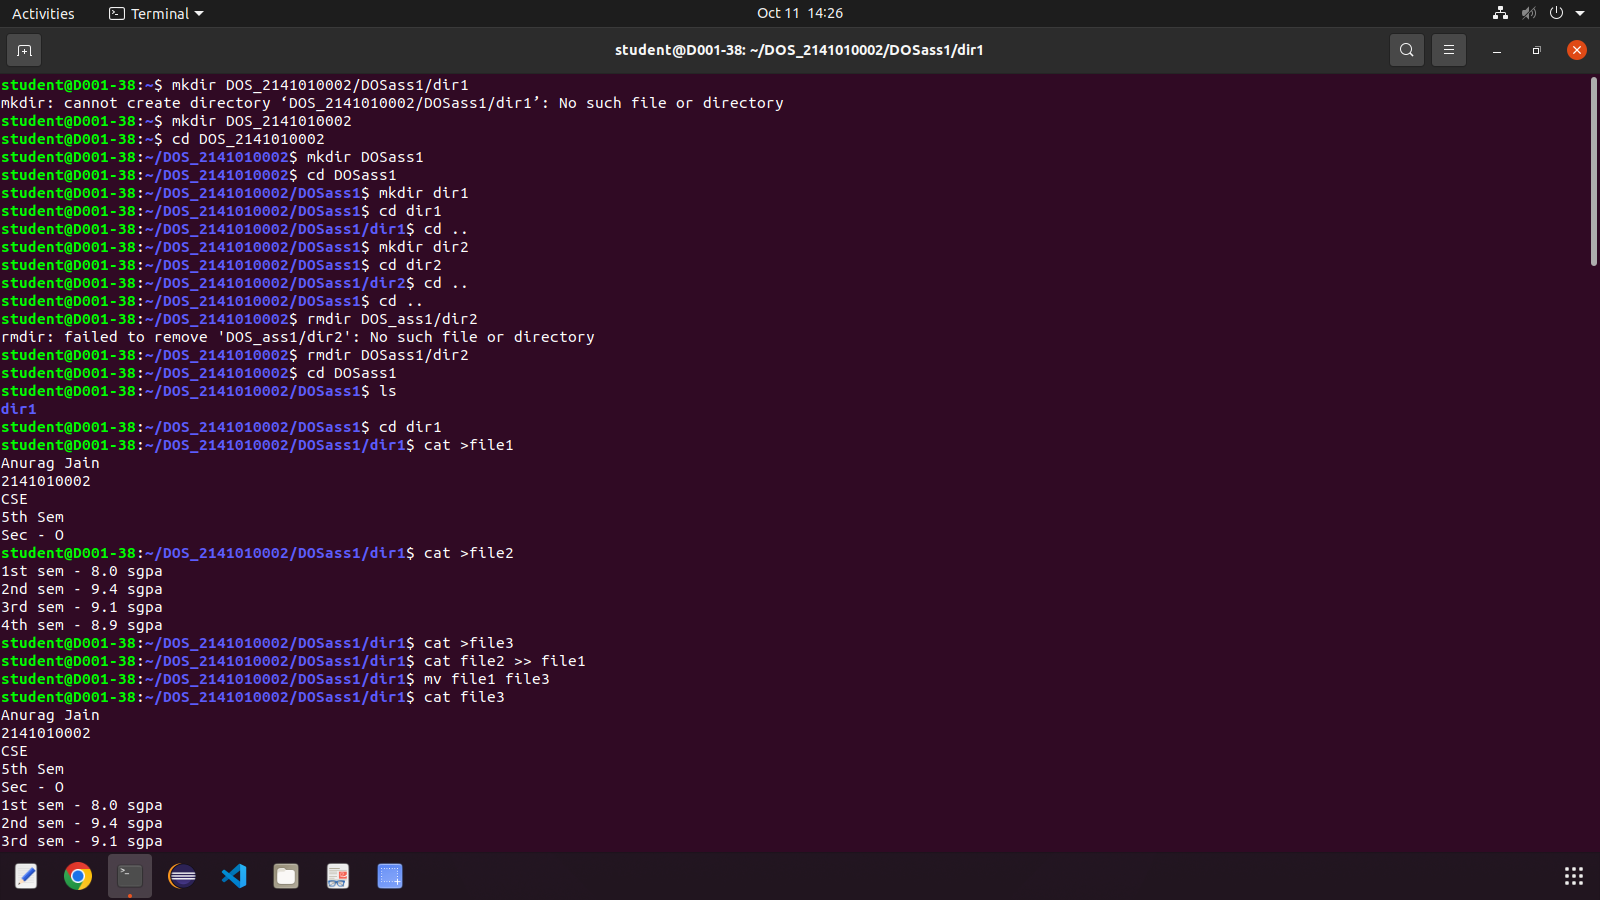 Activities Terminal Oct 11 14:26
student@D001-38: ~/DOS_2141010002/DOSass1/dir1
student@D001-38:~$ mkdir DOS_2141010002/DOSass1/dir1
mkdir: cannot create directory ‘DOS_2141010002/DOSass1/dir1’: No such file or directory
student@D001-38:~$ mkdir DOS_2141010002
student@D001-38:~$ cd DOS_2141010002
student@D001-38:~/DOS_2141010002$ mkdir DOSass1
student@D001-38:~/DOS_2141010002$ cd DOSass1
student@D001-38:~/DOS_2141010002/DOSass1$ mkdir dir1
student@D001-38:~/DOS_2141010002/DOSass1$ cd dir1
student@D001-38:~/DOS_2141010002/DOSass1/dir1$ cd ..
student@D001-38:~/DOS_2141010002/DOSass1$ mkdir dir2
student@D001-38:~/DOS_2141010002/DOSass1$ cd dir2
student@D001-38:~/DOS_2141010002/DOSass1/dir2$ cd ..
student@D001-38:~/DOS_2141010002/DOSass1$ cd ..
student@D001-38:~/DOS_2141010002$ rmdir DOS_ass1/dir2
rmdir: failed to remove 'DOS_ass1/dir2': No such file or directory
student@D001-38:~/DOS_2141010002$ rmdir DOSass1/dir2
student@D001-38:~/DOS_2141010002$ cd DOSass1
student@D001-38:~/DOS_2141010002/DOSass1$ ls
dir1
student@D001-38:~/DOS_2141010002/DOSass1$ cd dir1
student@D001-38:~/DOS_2141010002/DOSass1/dir1$ cat >file1
Anurag Jain
2141010002
CSE
5th Sem
Sec - O
student@D001-38:~/DOS_2141010002/DOSass1/dir1$ cat >file2
1st sem - 8.0 sgpa
2nd sem - 9.4 sgpa
3rd sem - 9.1 sgpa
4th sem - 8.9 sgpa
student@D001-38:~/DOS_2141010002/DOSass1/dir1$ cat >file3
student@D001-38:~/DOS_2141010002/DOSass1/dir1$ cat file2 >> file1
student@D001-38:~/DOS_2141010002/DOSass1/dir1$ mv file1 file3
student@D001-38:~/DOS_2141010002/DOSass1/dir1$ cat file3
Anurag Jain
2141010002
CSE
5th Sem
Sec - O
1st sem - 8.0 sgpa
2nd sem - 9.4 sgpa
3rd sem - 9.1 sgpa